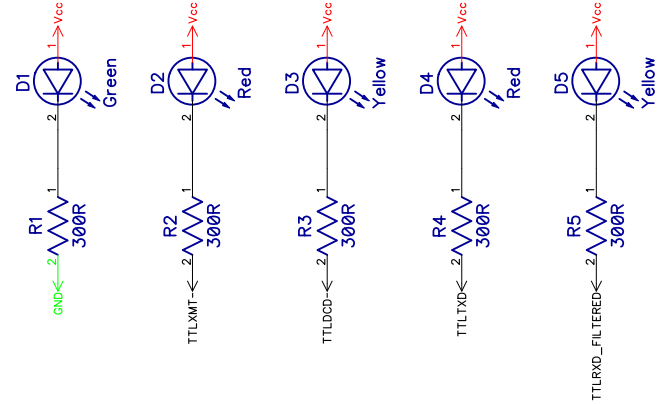 Vcc
1
D1
Green
2
1
R1
300R
2
GND
Vcc
1
D2
Red
2
1
R2
300R
2
TTLXMT-
Vcc
1
D3
Yellow
2
1
R3
300R
2
TTLDCD-
Vcc
1
D4
Red
2
1
R4
300R
2
TTLTXD
Vcc
1
D5
Yellow
2
1
R5
300R
2
TTLRXD_FILTERED